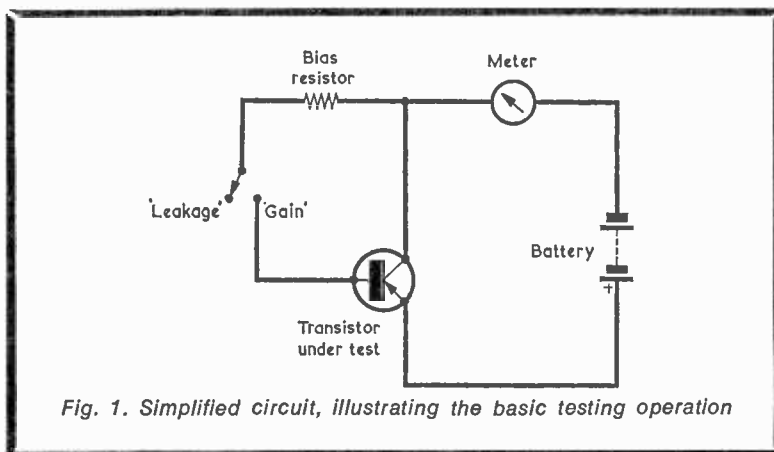 Bias
resistor
Meter
'Leakage'
'Gain'
Battery
+
Transistor
under test
Fig. 1. Simplified circuit, illustrating the basic testing operation